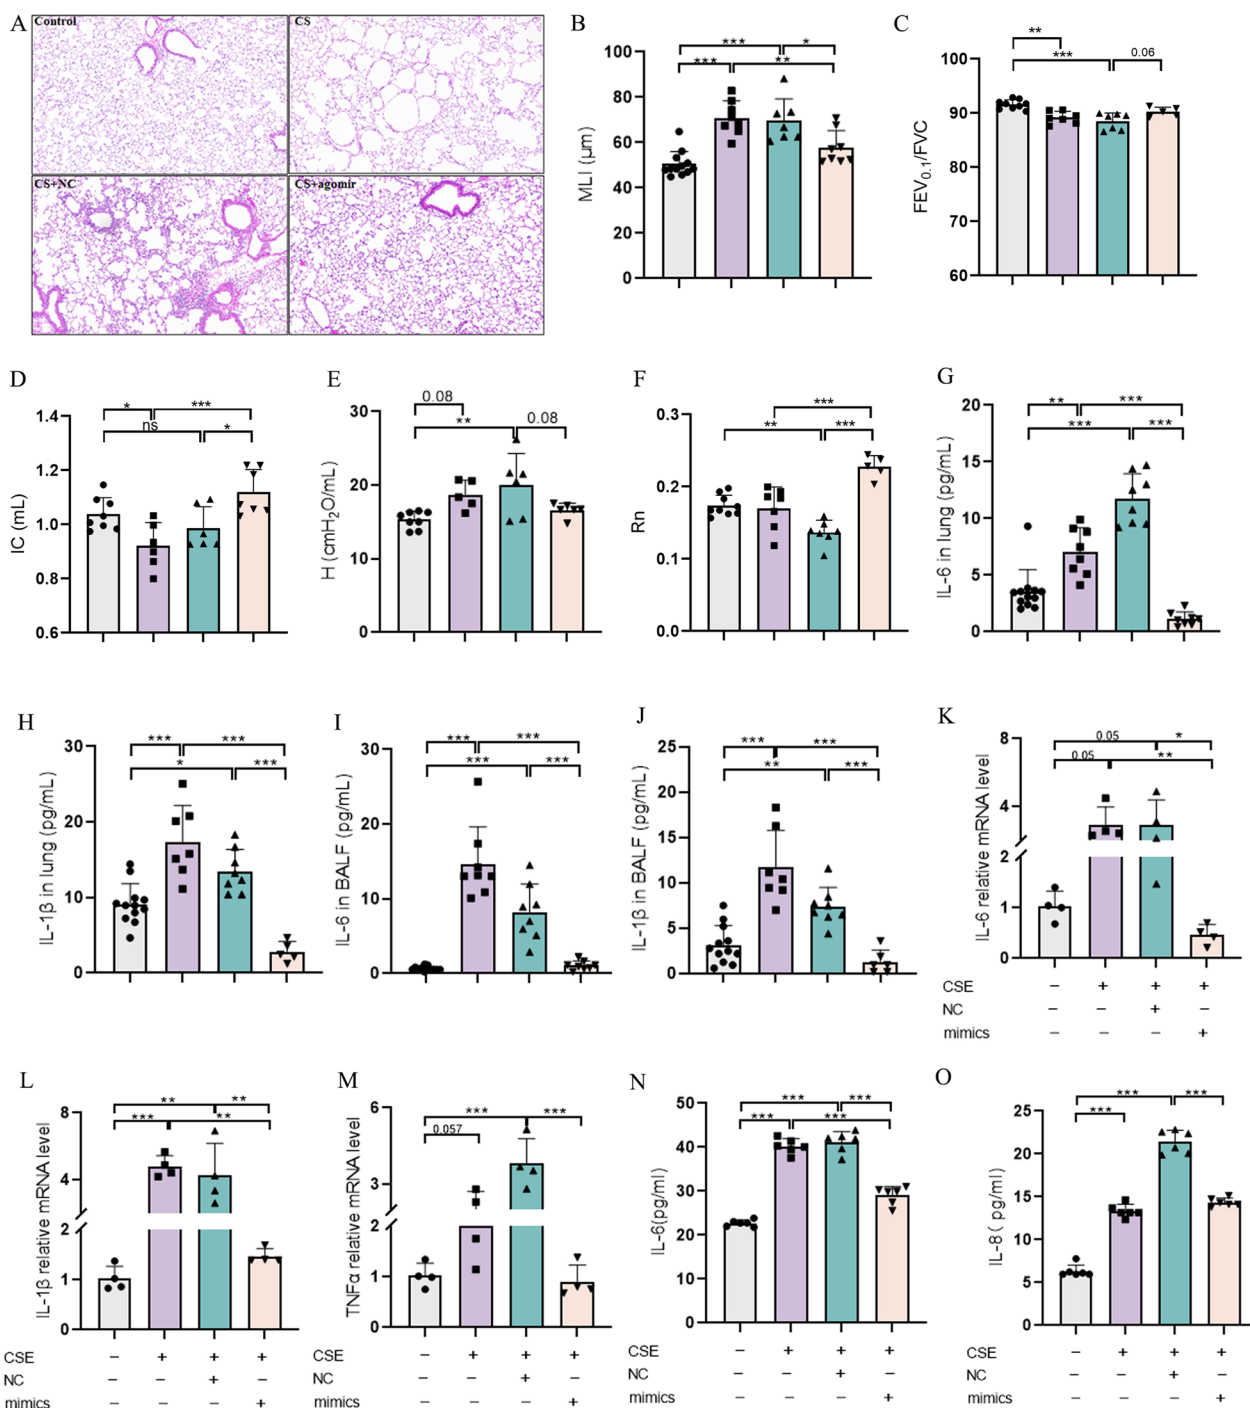 A
Control
CS
CS+NC
CS+agomir
B
MLI (μm)
100
80
60
40
20
0
***
*
***
**
C
FEV0.1/FVC
100
90
80
70
60
**
***
0.06
D
IC (mL)
1.4
1.2
1.0
0.8
0.6
*
***
ns
*
E
H (cmH2O/mL)
30
20
10
0
0.08
**
0.08
F
Rn
0.3
0.2
0.1
0.0
***
**
***
G
IL-6 in lung (pg/mL)
20
15
10
5
0
**
***
***
***
H
IL-1β in lung (pg/mL)
30
20
10
0
***
***
*
***
I
IL-6 in BALF (pg/mL)
30
20
10
0
***
***
***
***
J
IL-1β in BALF (pg/mL)
25
20
15
10
5
0
***
***
**
***
K
IL-6 relative mRNA level
4
2
1
0
0.05
*
0.05
**
CSE − + + +
NC − − + −
mimics − − − +
L
IL-1β relative mRNA level
8
4
2
1
0
**
**
***
**
CSE − + + +
NC − − + −
mimics − − − +
M
TNFα relative mRNA level
6
3
2
1
0
***
***
0.057
CSE − + + +
NC − − + −
mimics − − − +
N
IL-6(pg/ml)
50
40
30
20
10
0
***
***
***
***
CSE − + + +
NC − − + −
mimics − − − +
O
IL-8( pg/ml)
25
20
15
10
5
0
***
***
***
CSE − + + +
NC − − + −
mimics − − − +